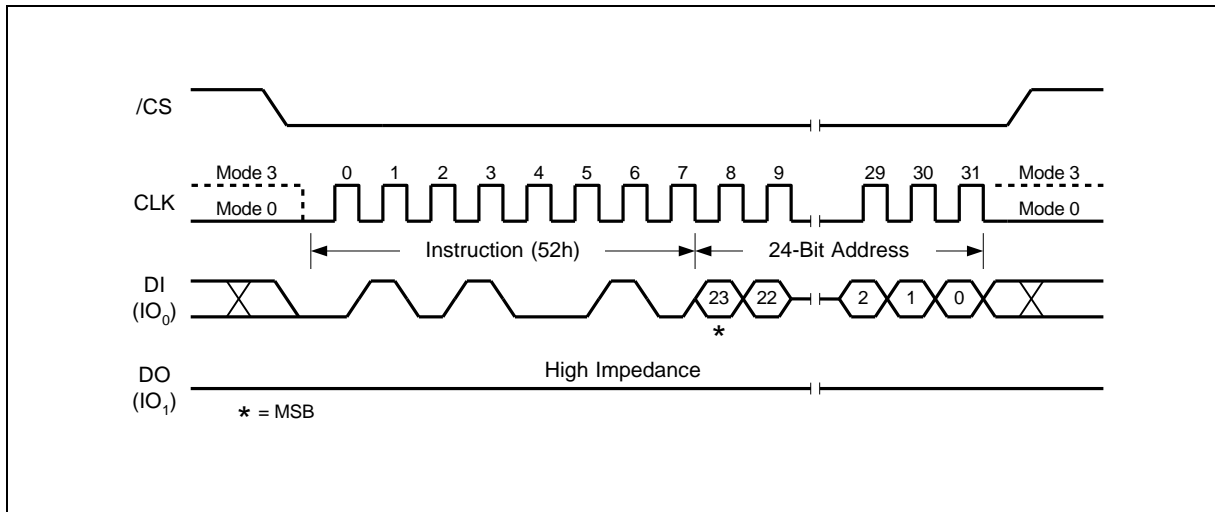 /CS
Mode 3 0 1 2 3 4 5 6 7 8 9 29 30 31 Mode 3
CLK
Mode 0 Mode 0
Instruction (52h) 24-Bit Address
DI
(IO₀)
23 22 2 1 0
*
High Impedance
DO
(IO₁)
* = MSB